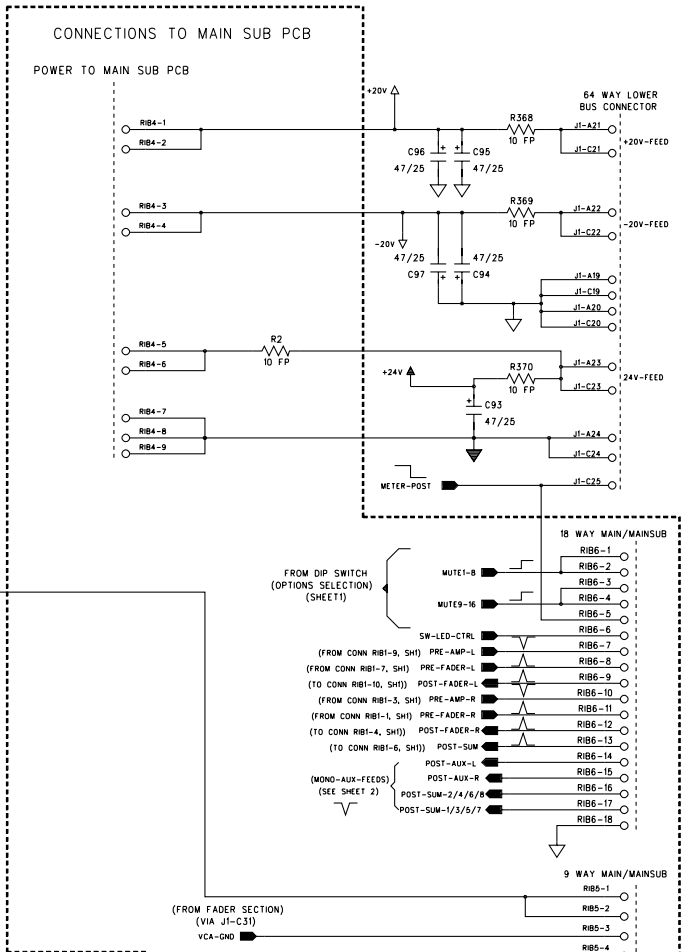 CONNECTIONS TO MAIN SUB PCB
POWER TO MAIN SUB PCB
+20V
64 WAY LOWER
BUS CONNECTOR
RIB4-1
RIB4-2
C96
47/25
C95
47/25
R368
10 FP
J1-A21
J1-C21
+20V-FEED
RIB4-3
RIB4-4
-20V
47/25
C97
47/25
C94
R369
10 FP
J1-A22
J1-C22
-20V-FEED
J1-A19
J1-C19
J1-A20
J1-C20
RIB4-5
RIB4-6
R2
10 FP
+24V
R370
10 FP
J1-A23
J1-C23
24V-FEED
C93
47/25
RIB4-7
RIB4-8
RIB4-9
J1-A24
J1-C24
METER-POST
J1-C25
18 WAY MAIN/MAINSUB
FROM DIP SWITCH
(OPTIONS SELECTION)
(SHEET1)
RIB6-1
MUTE1-8
RIB6-2
RIB6-3
MUTE9-16
RIB6-4
RIB6-5
SW-LED-CTRL
RIB6-6
(FROM CONN RIB1-9, SH1) PRE-AMP-L
RIB6-7
(FROM CONN RIB1-7, SH1) PRE-FADER-L
RIB6-8
(TO CONN RIB1-10, SH1)) POST-FADER-L
RIB6-9
(FROM CONN RIB1-3, SH1) PRE-AMP-R
RIB6-10
(FROM CONN RIB1-1, SH1) PRE-FADER-R
RIB6-11
(TO CONN RIB1-4, SH1)) POST-FADER-R
RIB6-12
(TO CONN RIB1-6, SH1)) POST-SUM
RIB6-13
POST-AUX-L
RIB6-14
(MONO-AUX-FEEDS)
(SEE SHEET 2)
POST-AUX-R
RIB6-15
POST-SUM-2/4/6/8
RIB6-16
POST-SUM-1/3/5/7
RIB6-17
RIB6-18
9 WAY MAIN/MAINSUB
RIB5-1
RIB5-2
(FROM FADER SECTION)
(VIA J1-C31)
VCA-GND
RIB5-3
RIB5-4